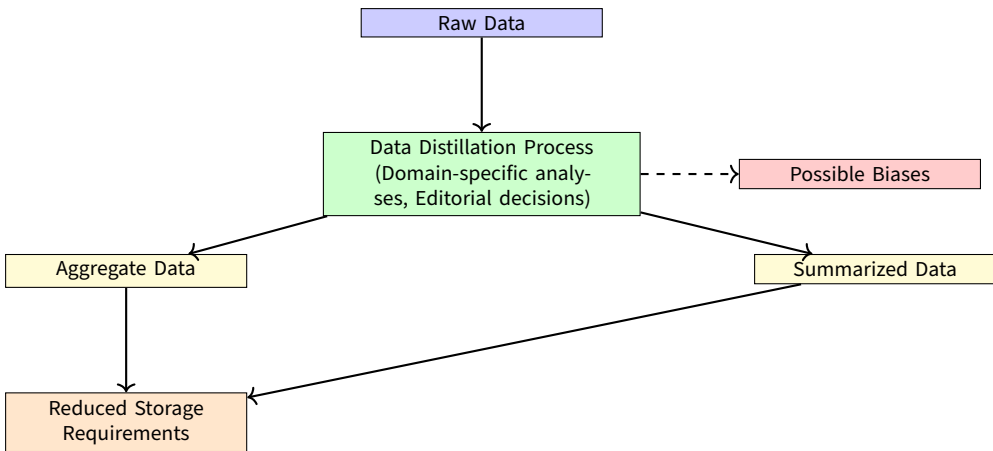 Raw Data
Data Distillation Process
(Domain-specific analy-
ses, Editorial decisions)
Possible Biases
Aggregate Data
Summarized Data
Reduced Storage
Requirements